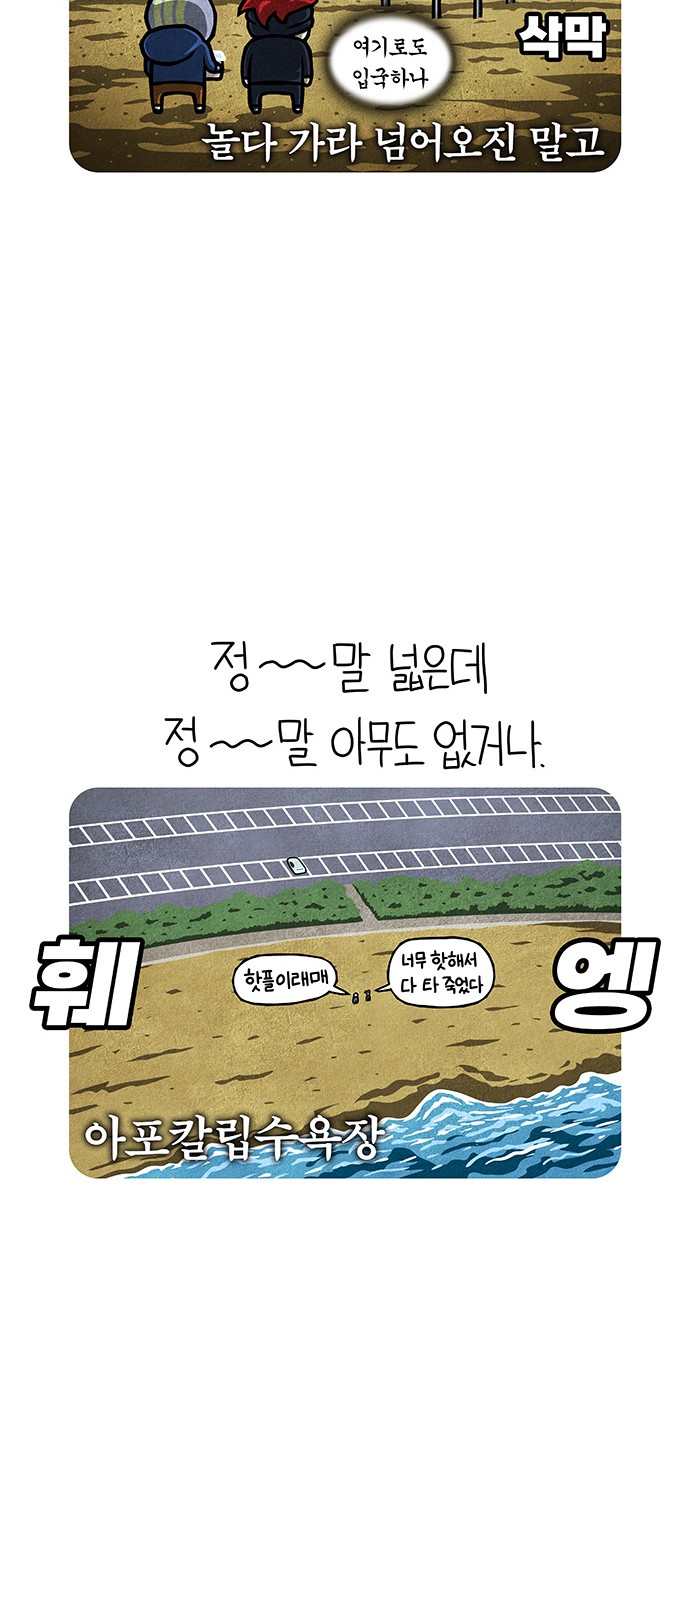 삭막
여기로도
입국하나
놀다 가라 넘어오진 말고
정~~말 넓은데
정~~말 아무도 없거나.
훼
엥
핫플이래매
너무 핫해서
다 타 죽었다
아포칼립수욕장